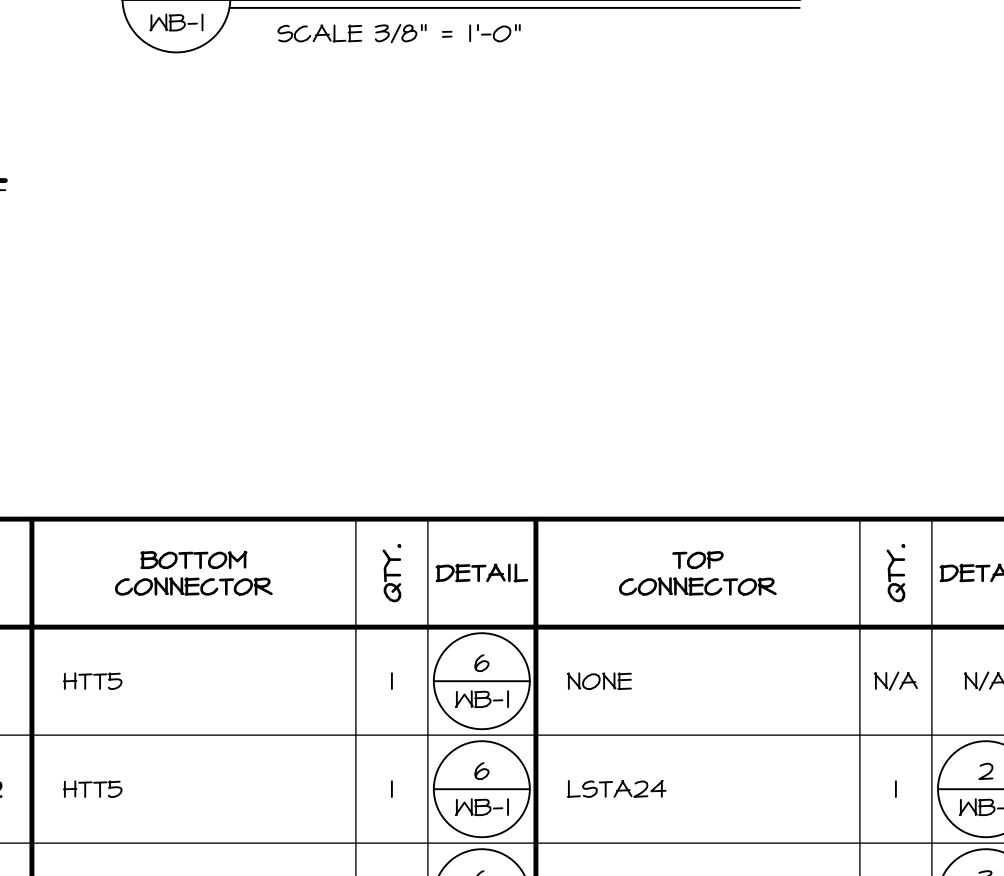 WB-1
SCALE 3/8" = 1'-0"
BOTTOM
CONNECTOR
QTY.
DETAIL
TOP
CONNECTOR
QTY.
HTT5
1
6
WB-1
NONE
N/A
N/A
2
HTT5
1
6
WB-1
LSTA24
1
2